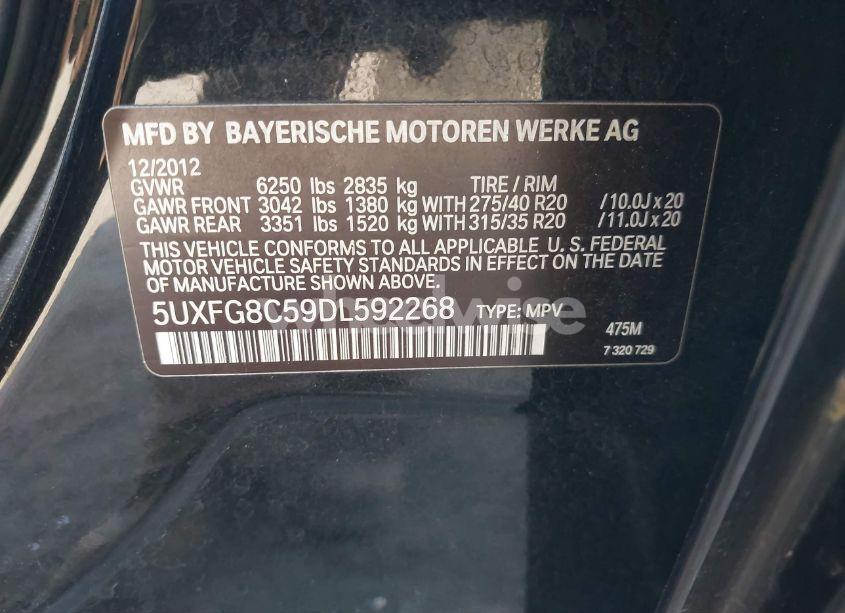 MFD BY BAYERISCHE MOTOREN WERKE AG
12/2012
GVWR 6250 lbs 2835 kg TIRE / RIM
GAWR FRONT 3042 lbs 1380 kg WITH 275/40 R20 /10.0J x 20
GAWR REAR 3351 lbs 1520 kg WITH 315/35 R20 /11.0J x 20
THIS VEHICLE CONFORMS TO ALL APPLICABLE U. S. FEDERAL
MOTOR VEHICLE SAFETY STANDARDS IN EFFECT ON THE DATE
OF MANUFACTURE SHOWN ABOVE.
5UXFG8C59DL592268 TYPE: MPV
475M
7 320 729